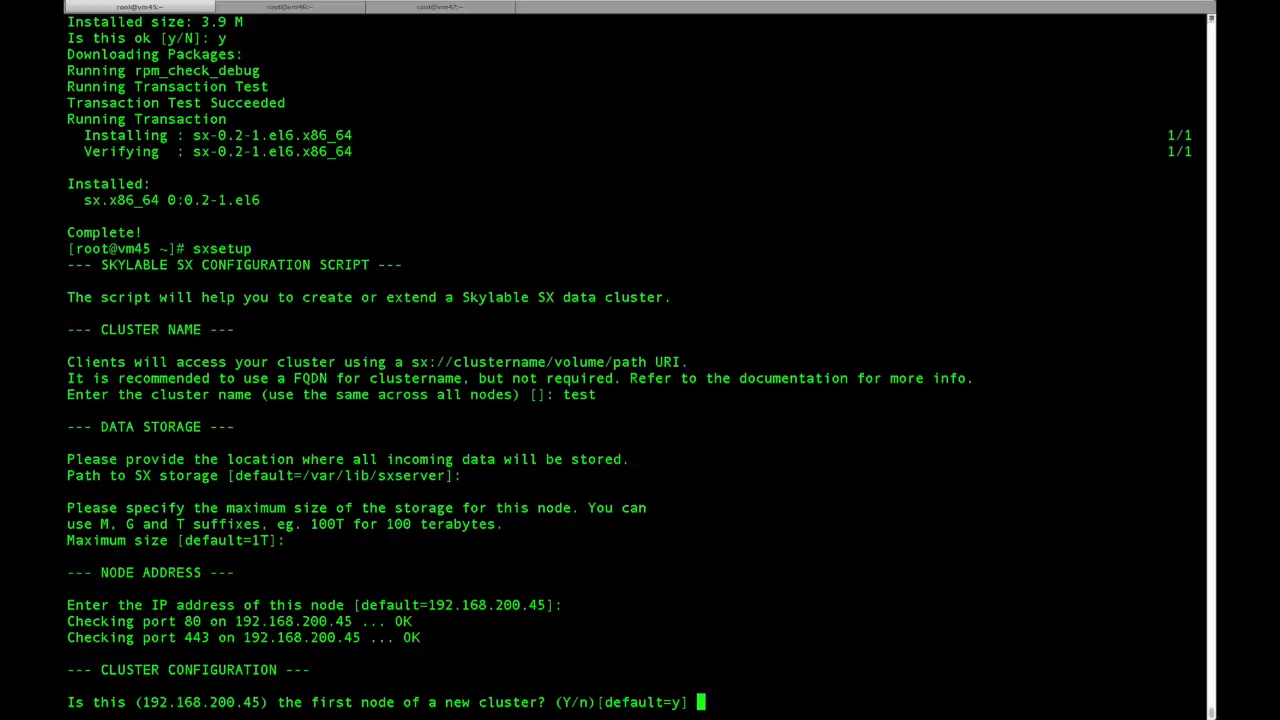 root@vm45:~ root@vm46:~ root@vm47:~
Installed size: 3.9 M
Is this ok [y/N]: y
Downloading Packages:
Running rpm_check_debug
Running Transaction Test
Transaction Test Succeeded
Running Transaction
  Installing : sx-0.2-1.el6.x86_64 1/1
  Verifying  : sx-0.2-1.el6.x86_64 1/1
Installed:
  sx.x86_64 0:0.2-1.el6
Complete!
[root@vm45 ~]# sxsetup
--- SKYLABLE SX CONFIGURATION SCRIPT ---
The script will help you to create or extend a Skylable SX data cluster.
--- CLUSTER NAME ---
Clients will access your cluster using a sx://clustername/volume/path URI.
It is recommended to use a FQDN for clustername, but not required. Refer to the documentation for more info.
Enter the cluster name (use the same across all nodes) []: test
--- DATA STORAGE ---
Please provide the location where all incoming data will be stored.
Path to SX storage [default=/var/lib/sxserver]:
Please specify the maximum size of the storage for this node. You can
use M, G and T suffixes, eg. 100T for 100 terabytes.
Maximum size [default=1T]:
--- NODE ADDRESS ---
Enter the IP address of this node [default=192.168.200.45]:
Checking port 80 on 192.168.200.45 ... OK
Checking port 443 on 192.168.200.45 ... OK
--- CLUSTER CONFIGURATION ---
Is this (192.168.200.45) the first node of a new cluster? (Y/n)[default=y]